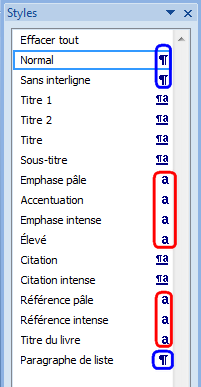 Styles
Effacer tout
Normal ¶
Sans interligne ¶
Titre 1 ¶a
Titre 2 ¶a
Titre ¶a
Sous-titre ¶a
Emphase pâle a
Accentuation a
Emphase intense a
Élevé a
Citation ¶a
Citation intense ¶a
Référence pâle a
Référence intense a
Titre du livre a
Paragraphe de liste ¶